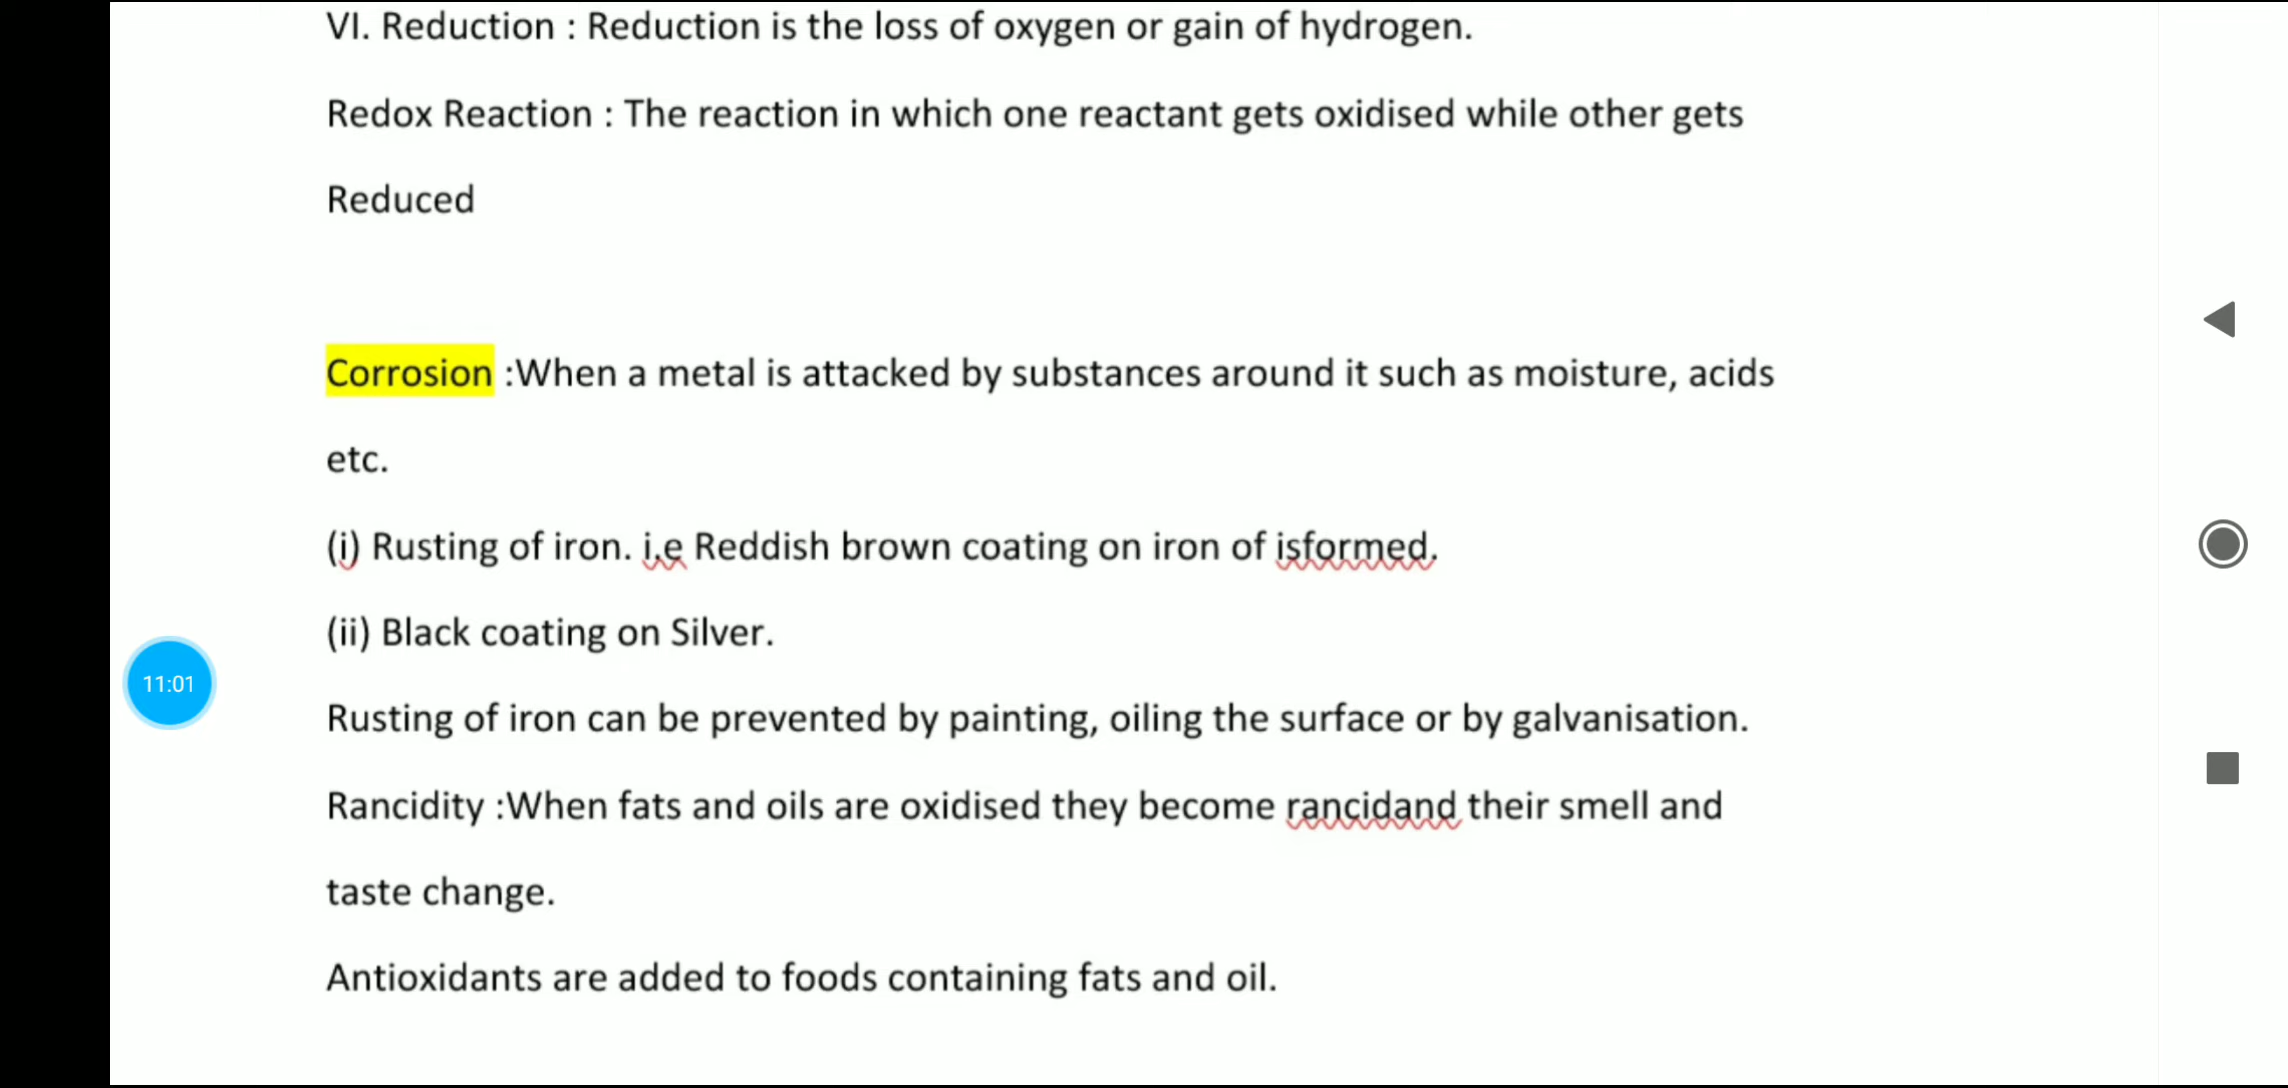 VI. Reduction : Reduction is the loss of oxygen or gain of hydrogen.
Redox Reaction : The reaction in which one reactant gets oxidised while other gets
Reduced
Corrosion :When a metal is attacked by substances around it such as moisture, acids
etc.
(i) Rusting of iron. i.e Reddish brown coating on iron of isformed.
(ii) Black coating on Silver.
11:01
Rusting of iron can be prevented by painting, oiling the surface or by galvanisation.
Rancidity :When fats and oils are oxidised they become rancidand their smell and
taste change.
Antioxidants are added to foods containing fats and oil.